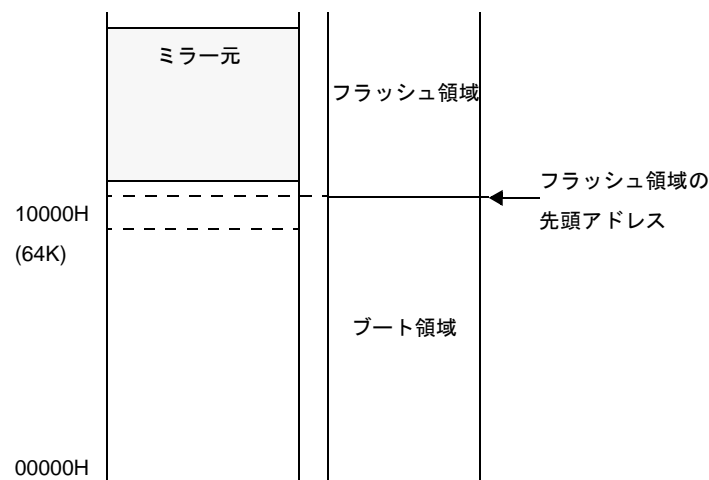 ミラー元
フラッシュ領域
フラッシュ領域の
先頭アドレス
10000H
(64K)
ブート領域
00000H